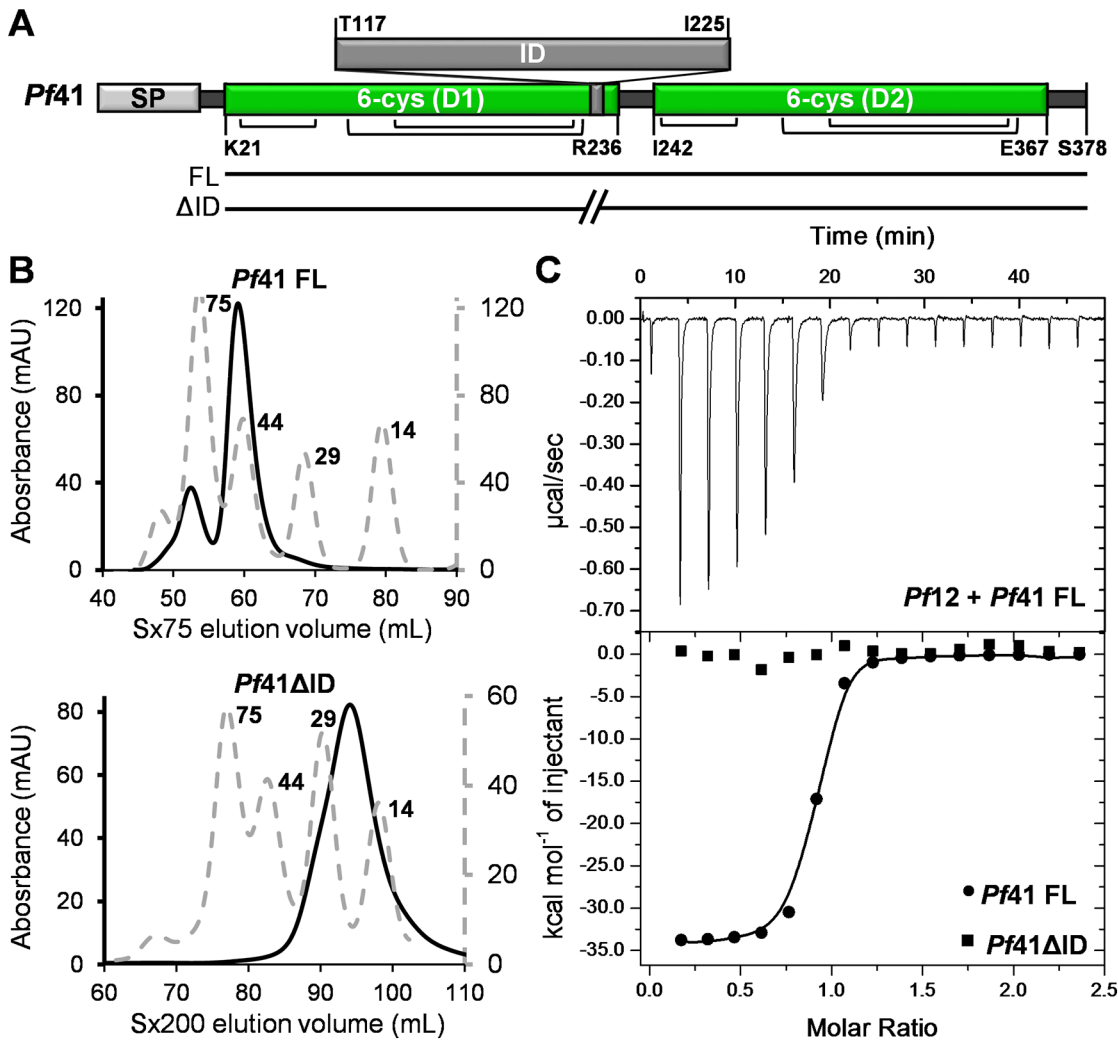 A
T117 I225
ID
Pf41 SP 6-cys (D1) 6-cys (D2)
K21 R236 I242 E367 S378
FL
ΔID
B
Pf41 FL
120 120
80 80
40 40
0 0
75
44
29
14
Abosrbance (mAU)
40 50 60 70 80 90
Sx75 elution volume (mL)
Pf41ΔID
80 60
60 40
40 20
20 0
0
75
44
29
14
Abosrbance (mAU)
60 70 80 90 100 110
Sx200 elution volume (mL)
C
Time (min)
0 10 20 30 40
0.00
-0.10
-0.20
-0.30
-0.40
-0.50
-0.60
-0.70
µcal/sec
Pf12 + Pf41 FL
0.0
-5.0
-10.0
-15.0
-20.0
-25.0
-30.0
-35.0
kcal mol⁻¹ of injectant
Pf41 FL
Pf41ΔID
0.0 0.5 1.0 1.5 2.0 2.5
Molar Ratio